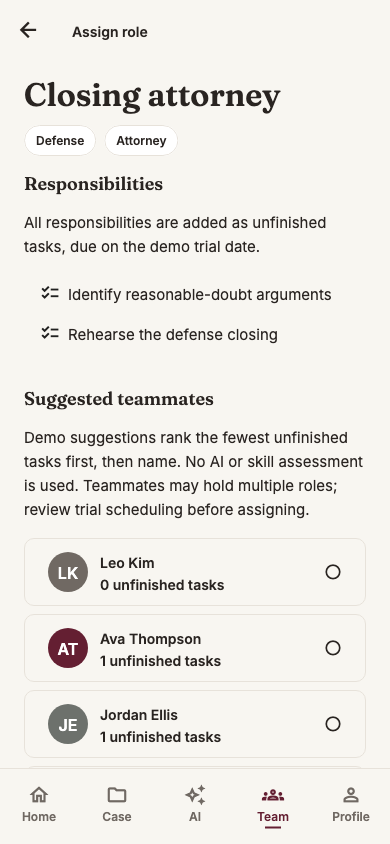 Assign role
Closing attorney
Defense
Attorney
Responsibilities
All responsibilities are added as unfinished
tasks, due on the demo trial date.
Identify reasonable-doubt arguments
Rehearse the defense closing
Suggested teammates
Demo suggestions rank the fewest unfinished
tasks first, then name. No AI or skill assessment
is used. Teammates may hold multiple roles;
review trial scheduling before assigning.
LK
Leo Kim
0 unfinished tasks
AT
Ava Thompson
1 unfinished tasks
JE
Jordan Ellis
1 unfinished tasks
Home
Case
AI
Team
Profile